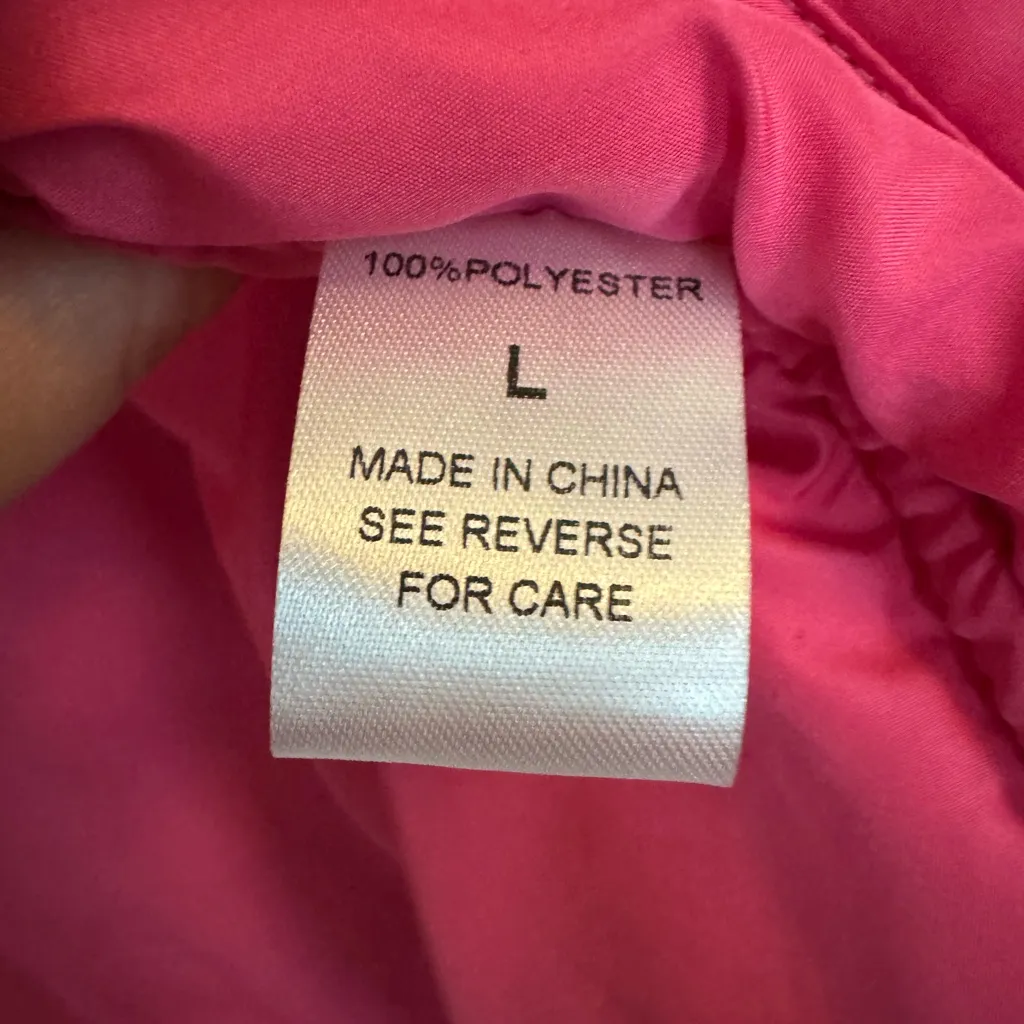 100%POLYESTER
L
MADE IN CHINA
SEE REVERSE
FOR CARE